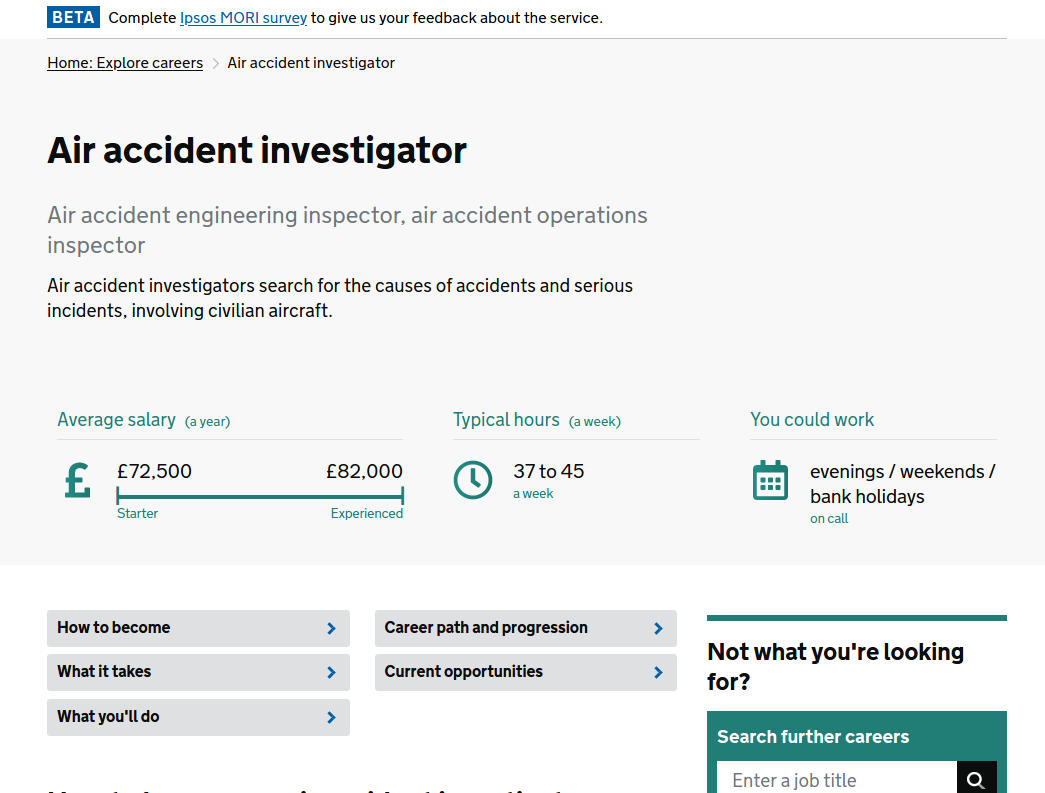 BETA Complete Ipsos MORI survey to give us your feedback about the service.
Home: Explore careers > Air accident investigator
Air accident investigator
Air accident engineering inspector, air accident operations
inspector
Air accident investigators search for the causes of accidents and serious
incidents, involving civilian aircraft.
Average salary (a year)
£72,500 £82,000
Starter Experienced
Typical hours (a week)
37 to 45
a week
You could work
evenings / weekends /
bank holidays
on call
How to become
What it takes
What you'll do
Career path and progression
Current opportunities
Not what you're looking
for?
Search further careers
Enter a job title